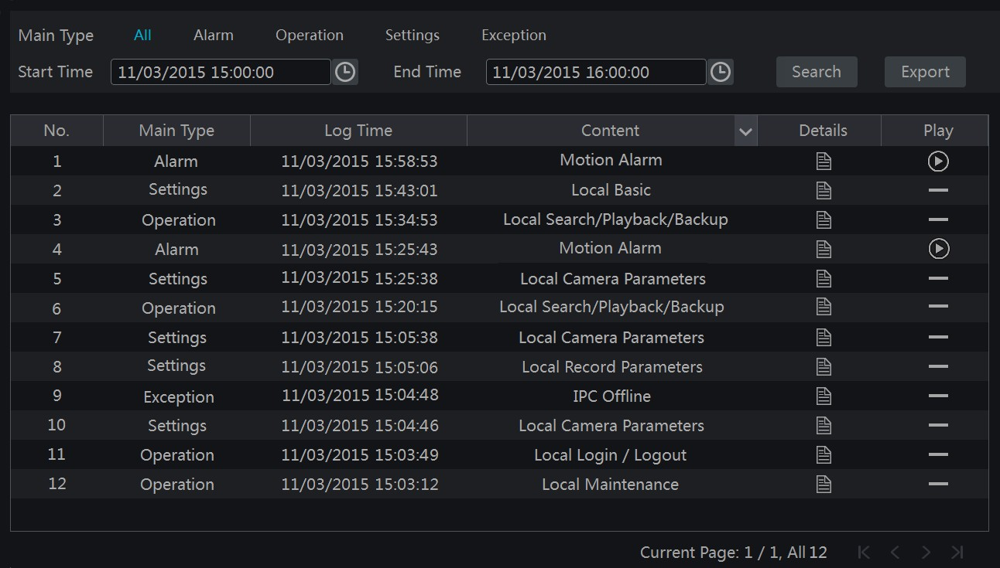 Main Type All Alarm Operation Settings Exception
Start Time 11/03/2015 15:00:00 End Time 11/03/2015 16:00:00 Search Export
No. Main Type Log Time Content Details Play
1 Alarm 11/03/2015 15:58:53 Motion Alarm
2 Settings 11/03/2015 15:43:01 Local Basic
3 Operation 11/03/2015 15:34:53 Local Search/Playback/Backup
4 Alarm 11/03/2015 15:25:43 Motion Alarm
5 Settings 11/03/2015 15:25:38 Local Camera Parameters
6 Operation 11/03/2015 15:20:15 Local Search/Playback/Backup
7 Settings 11/03/2015 15:05:38 Local Camera Parameters
8 Settings 11/03/2015 15:05:06 Local Record Parameters
9 Exception 11/03/2015 15:04:48 IPC Offline
10 Settings 11/03/2015 15:04:46 Local Camera Parameters
11 Operation 11/03/2015 15:03:49 Local Login / Logout
12 Operation 11/03/2015 15:03:12 Local Maintenance
Current Page: 1 / 1, All 12